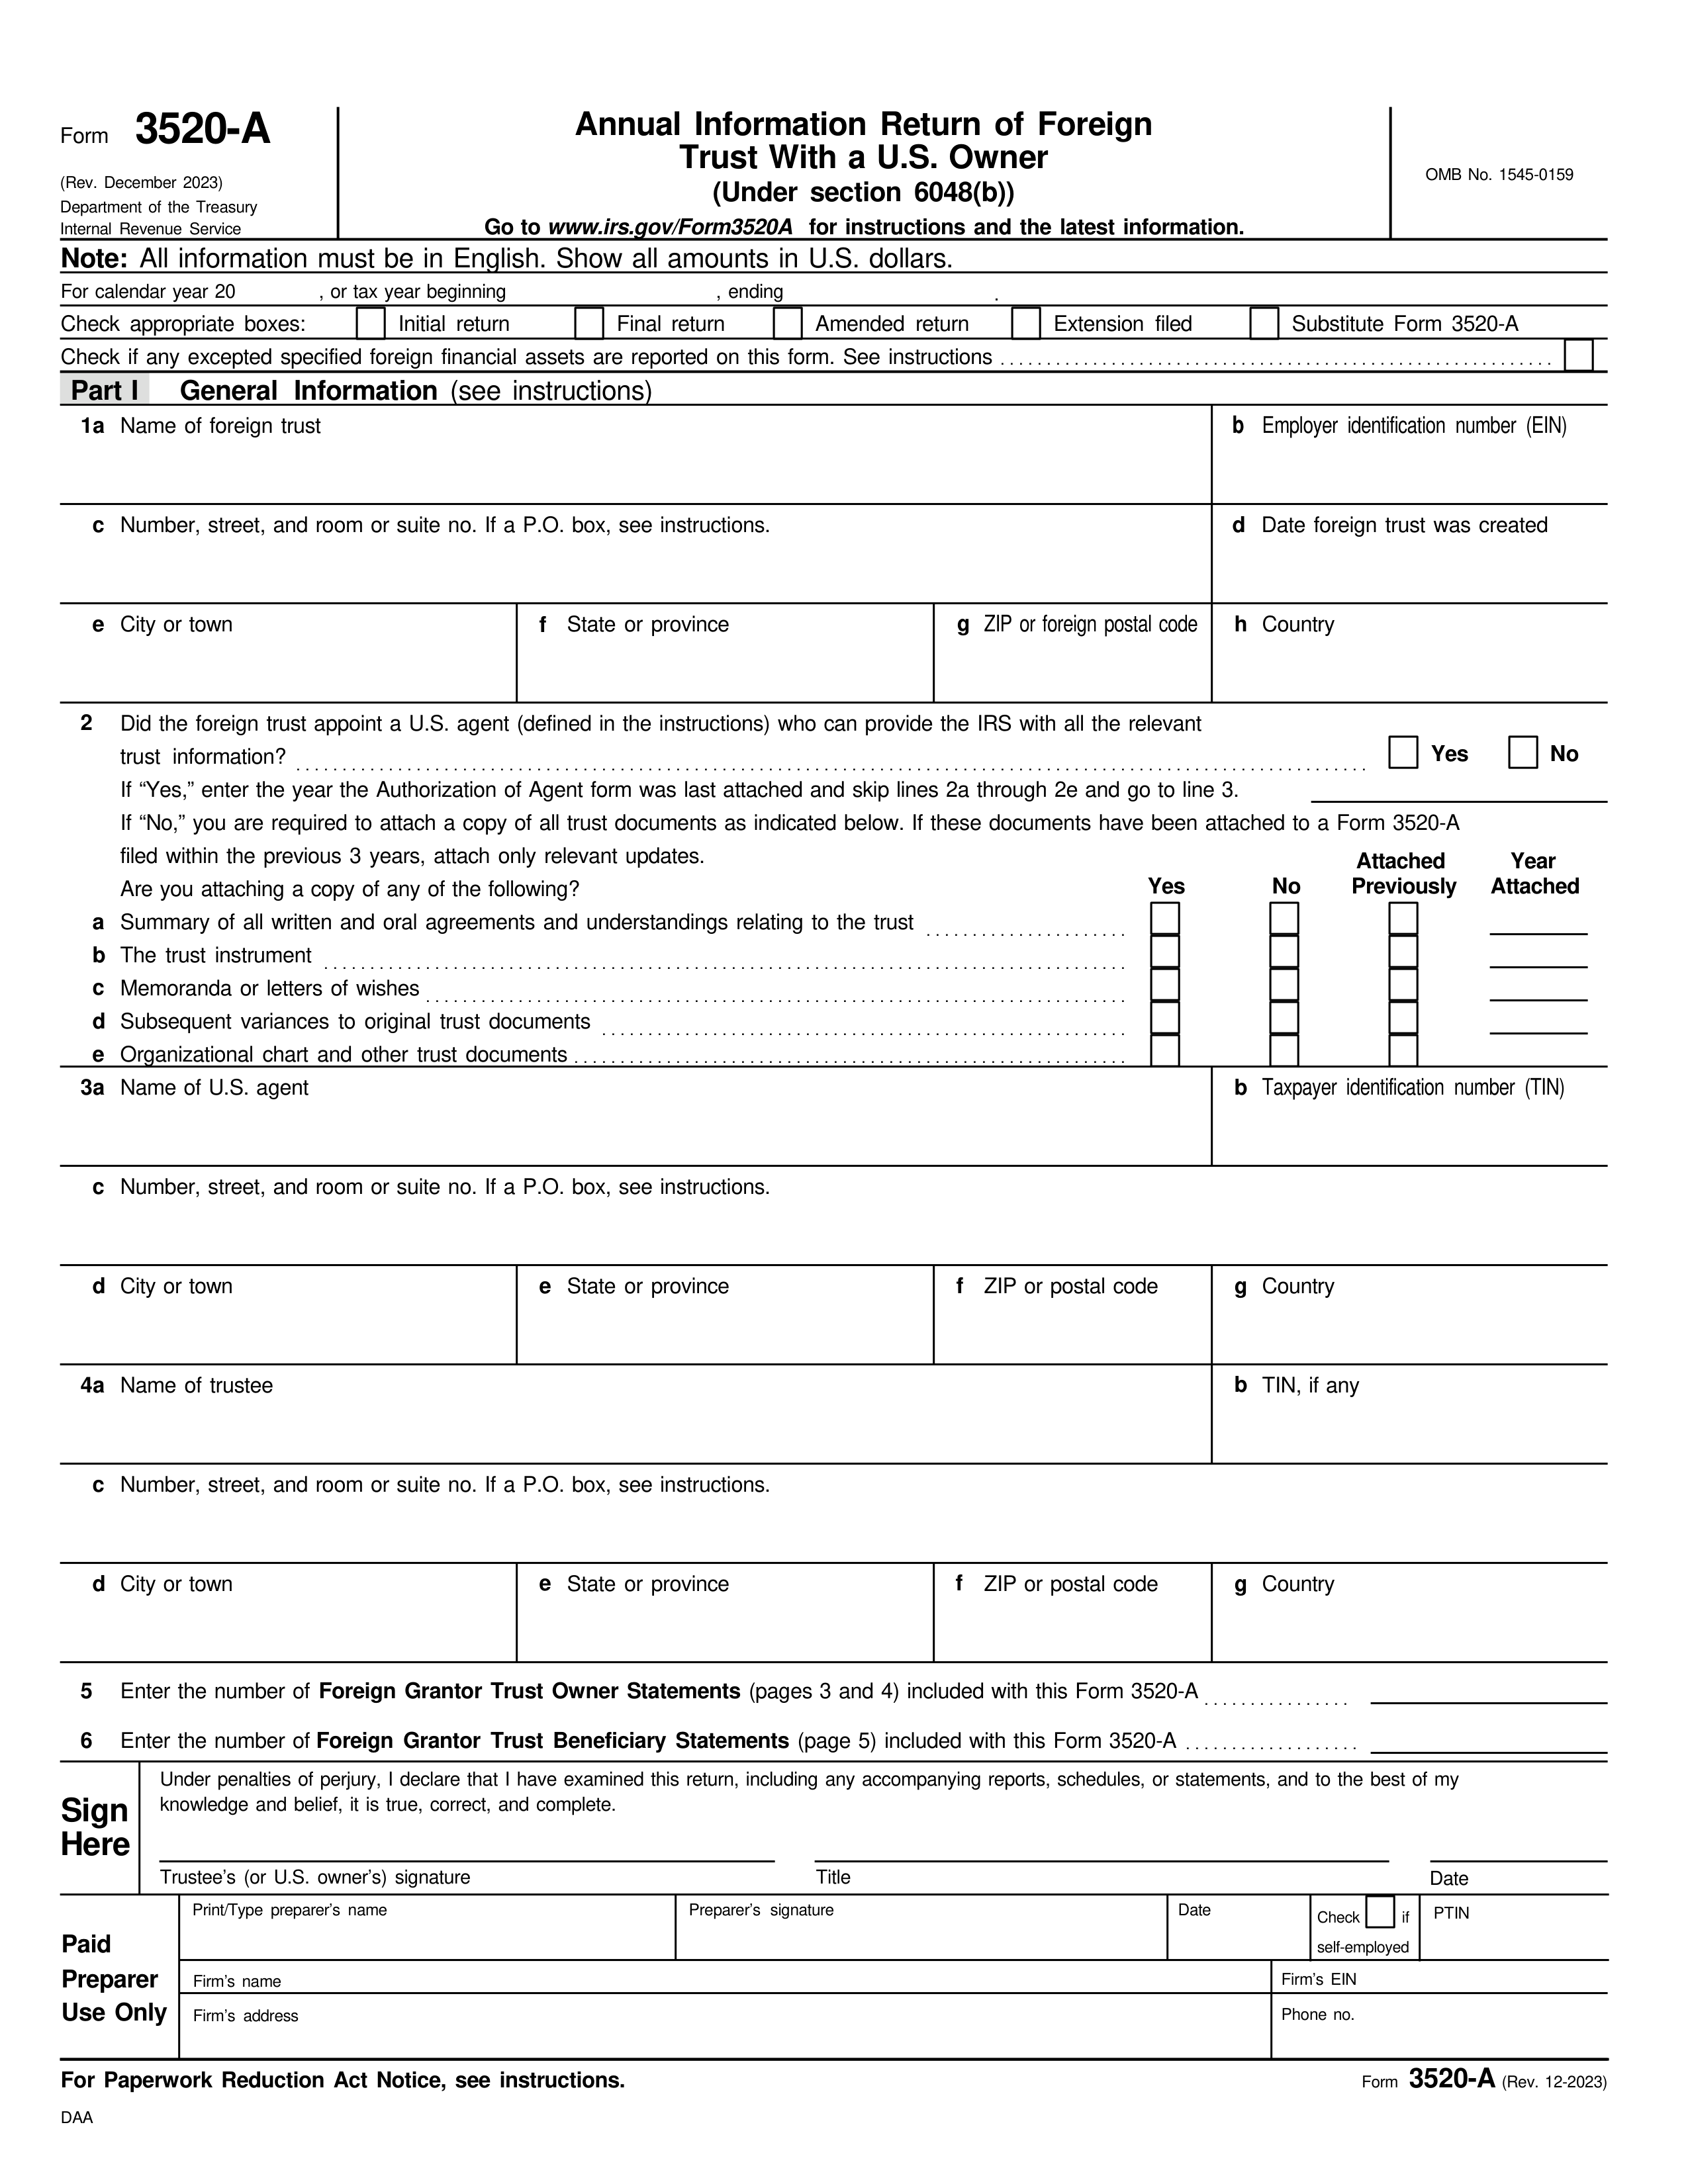 Form 3520-A
(Rev. December 2023)
Department of the Treasury
Internal Revenue Service
Annual Information Return of Foreign
Trust With a U.S. Owner
(Under section 6048(b))
Go to www.irs.gov/Form3520A for instructions and the latest information.
OMB No. 1545-0159
Note: All information must be in English. Show all amounts in U.S. dollars.
For calendar year 20 , or tax year beginning , ending .
Check appropriate boxes: Initial return Final return Amended return Extension filed Substitute Form 3520-A
Check if any excepted specified foreign financial assets are reported on this form. See instructions
Part I General Information (see instructions)
1a Name of foreign trust
b Employer identification number (EIN)
c Number, street, and room or suite no. If a P.O. box, see instructions.
d Date foreign trust was created
e City or town
f State or province
g ZIP or foreign postal code
h Country
2 Did the foreign trust appoint a U.S. agent (defined in the instructions) who can provide the IRS with all the relevant
trust information? Yes No
If “Yes,” enter the year the Authorization of Agent form was last attached and skip lines 2a through 2e and go to line 3.
If “No,” you are required to attach a copy of all trust documents as indicated below. If these documents have been attached to a Form 3520-A
filed within the previous 3 years, attach only relevant updates.
Are you attaching a copy of any of the following?
Yes
No
Attached
Previously
Year
Attached
a Summary of all written and oral agreements and understandings relating to the trust
b The trust instrument
c Memoranda or letters of wishes
d Subsequent variances to original trust documents
e Organizational chart and other trust documents
3a Name of U.S. agent
b Taxpayer identification number (TIN)
c Number, street, and room or suite no. If a P.O. box, see instructions.
d City or town
e State or province
f ZIP or postal code
g Country
4a Name of trustee
b TIN, if any
c Number, street, and room or suite no. If a P.O. box, see instructions.
d City or town
e State or province
f ZIP or postal code
g Country
5 Enter the number of Foreign Grantor Trust Owner Statements (pages 3 and 4) included with this Form 3520-A
6 Enter the number of Foreign Grantor Trust Beneficiary Statements (page 5) included with this Form 3520-A
Sign
Here
Under penalties of perjury, I declare that I have examined this return, including any accompanying reports, schedules, or statements, and to the best of my
knowledge and belief, it is true, correct, and complete.
Trustee’s (or U.S. owner’s) signature
Title
Date
Paid
Preparer
Use Only
Print/Type preparer’s name
Preparer’s signature
Date
Check if
self-employed
PTIN
Firm’s name
Firm’s EIN
Firm’s address
Phone no.
For Paperwork Reduction Act Notice, see instructions.
Form 3520-A (Rev. 12-2023)
DAA